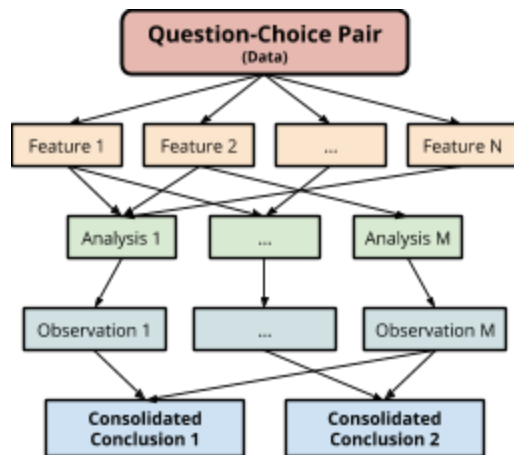 Question-Choice Pair
(Data)
Feature 1
Feature 2
...
Feature N
Analysis 1
...
Analysis M
Observation 1
...
Observation M
Consolidated
Conclusion 1
Consolidated
Conclusion 2